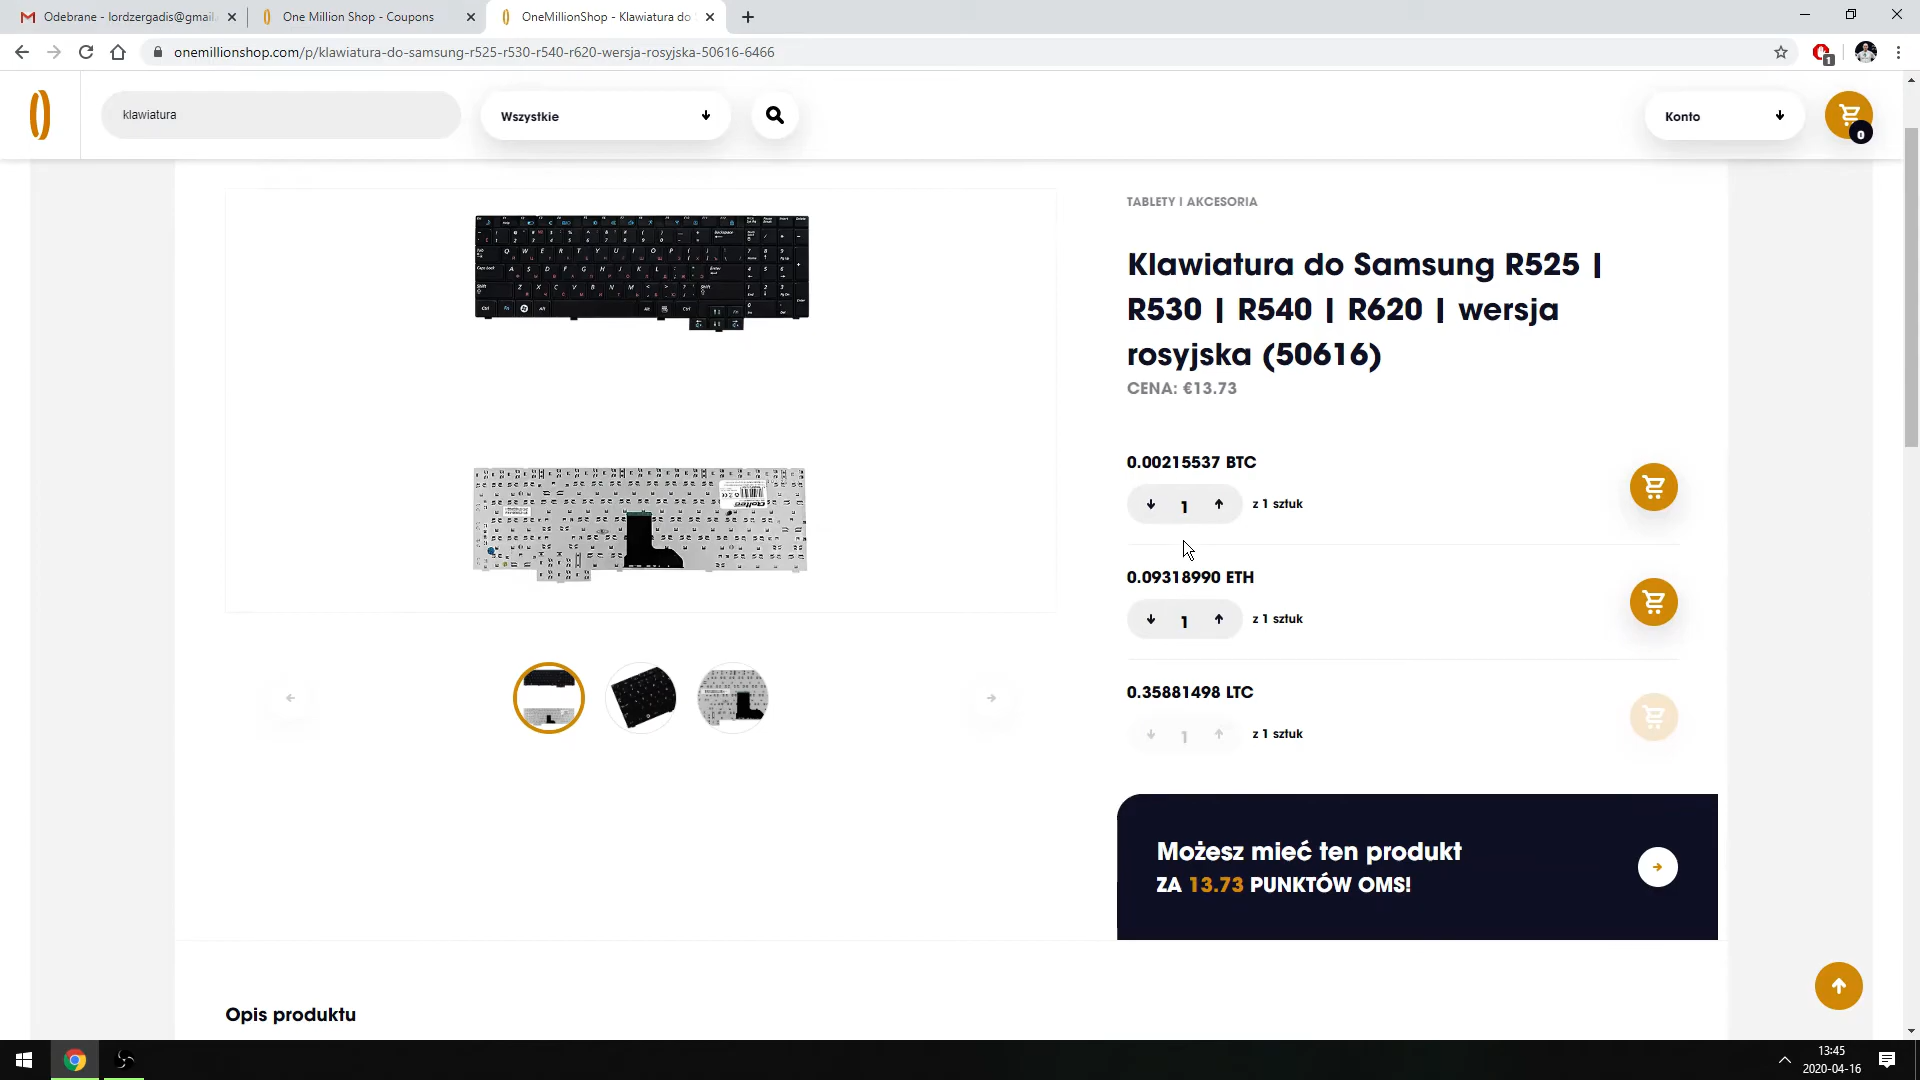 Odebrane - lordzergadis@gmail
One Million Shop - Coupons
OneMillionShop - Klawiatura do
onemillionshop.com/p/klawiatura-do-samsung-r525-r530-r540-r620-wersja-rosyjska-50616-6466
1
klawiatura
Wszystkie
Konto
0
TABLETY I AKCESORIA
Klawiatura do Samsung R525 |
R530 | R540 | R620 | wersja
rosyjska (50616)
CENA: €13.73
0.00215537 BTC
1
z 1 sztuk
0.09318990 ETH
1
z 1 sztuk
0.35881498 LTC
1
z 1 sztuk
Możesz mieć ten produkt
ZA 13.73 PUNKTÓW OMS!
Opis produktu
13:45
2020-04-16